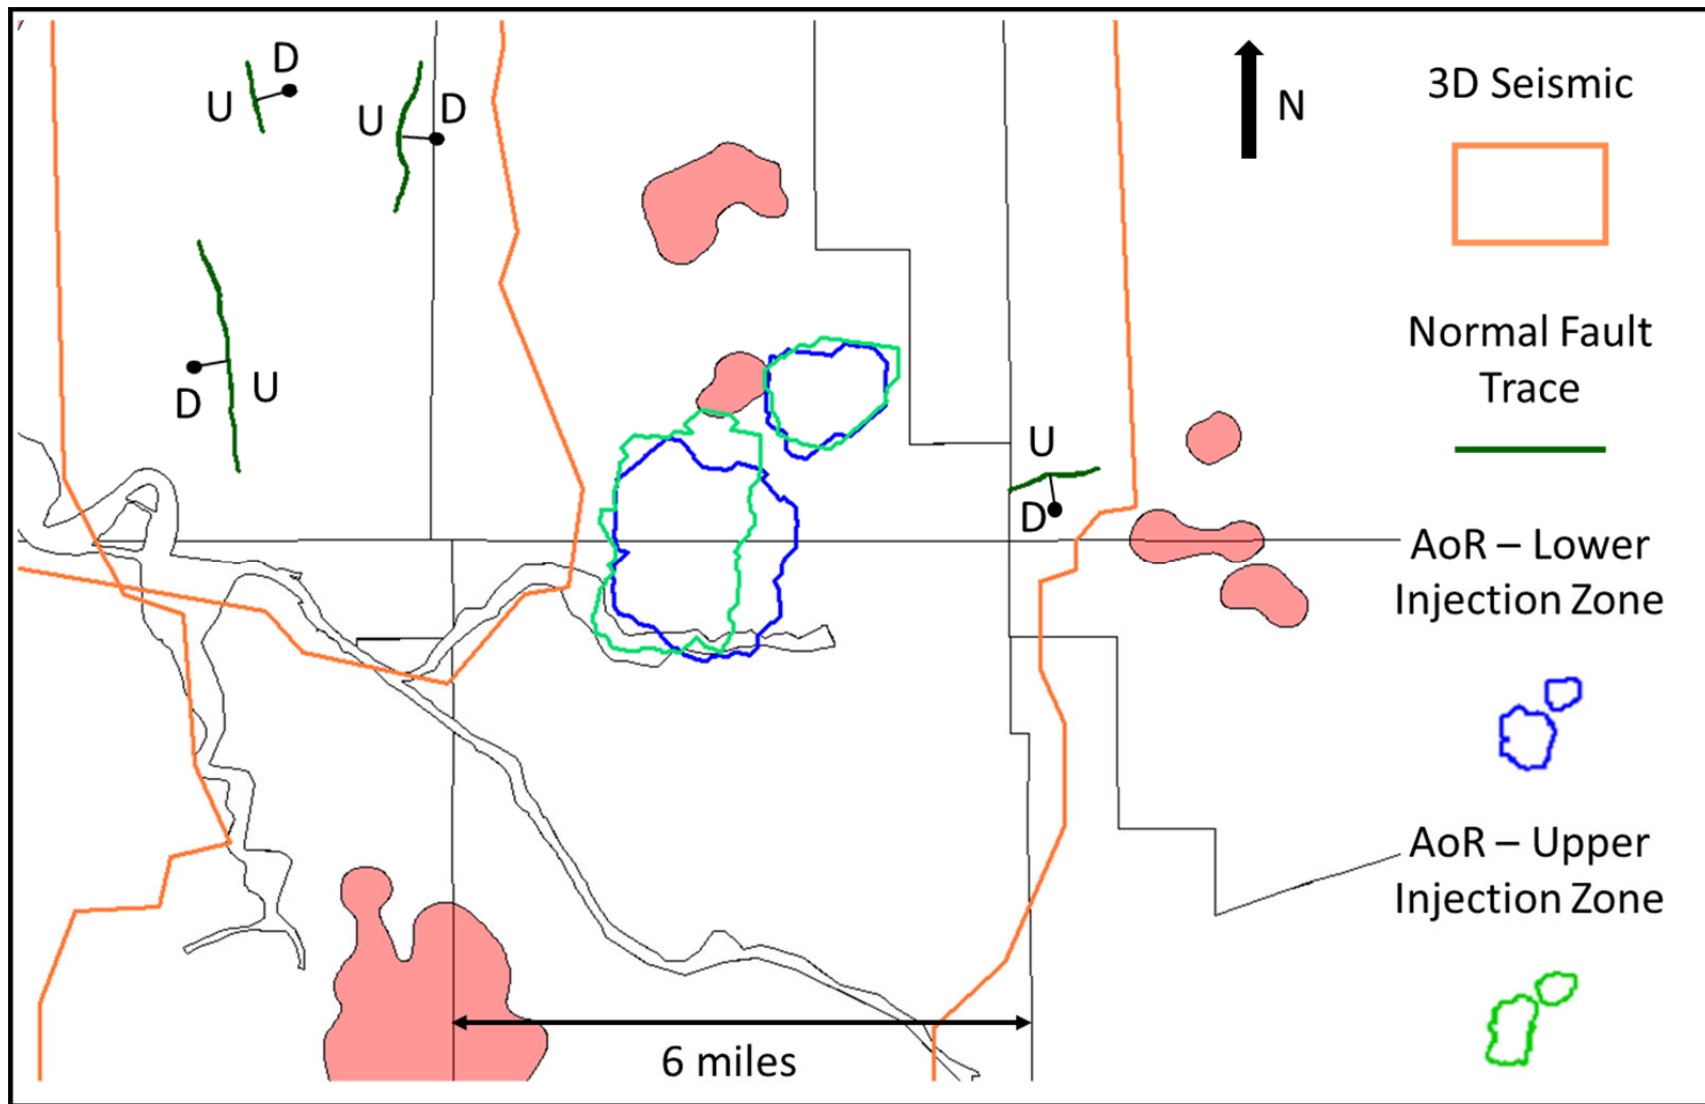 D
U
U
D
N
3D Seismic
Normal Fault
Trace
U
D
U
D
AoR – Lower
Injection Zone
AoR – Upper
Injection Zone
6 miles